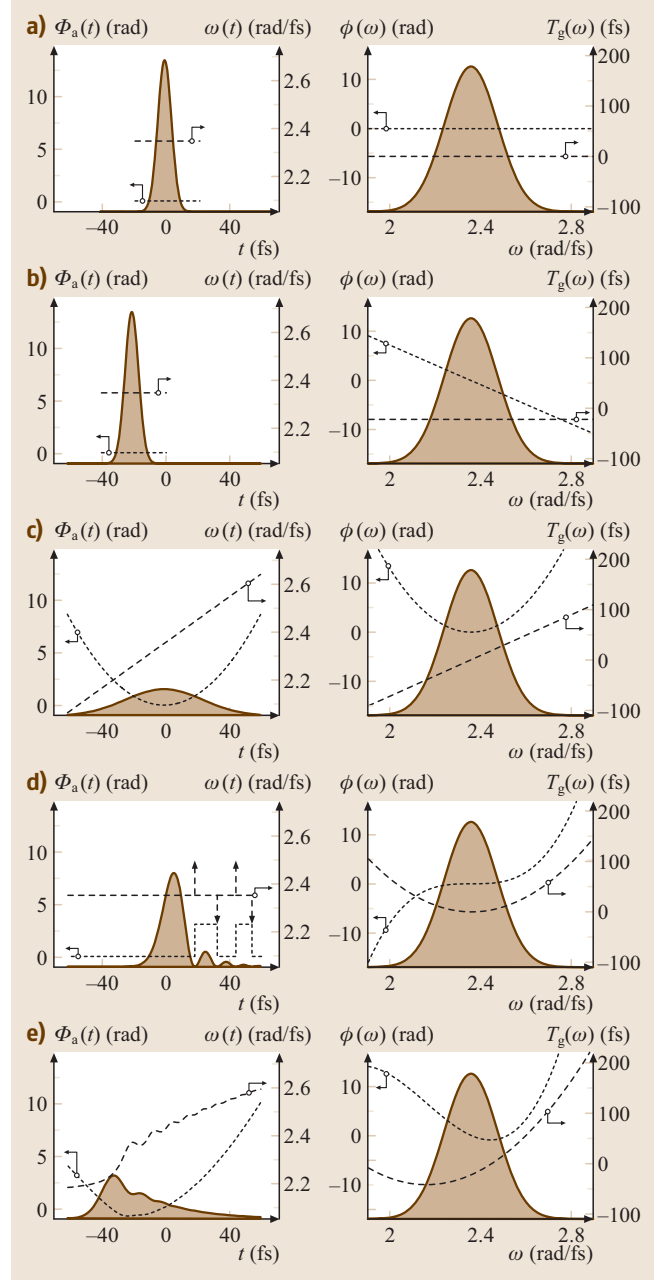 a) Φa(t) (rad) ω(t) (rad/fs) ϕ(ω) (rad) Tg(ω) (fs)
10 5 0
2.6 2.4 2.2
–40 0 40
t (fs)
10 0 –10
200 100 0 –100
2 2.4 2.8
ω (rad/fs)
b) Φa(t) (rad) ω(t) (rad/fs) ϕ(ω) (rad) Tg(ω) (fs)
10 5 0
2.6 2.4 2.2
–40 0 40
t (fs)
10 0 –10
200 100 0 –100
2 2.4 2.8
ω (rad/fs)
c) Φa(t) (rad) ω(t) (rad/fs) ϕ(ω) (rad) Tg(ω) (fs)
10 5 0
2.6 2.4 2.2
–40 0 40
t (fs)
10 0 –10
200 100 0 –100
2 2.4 2.8
ω (rad/fs)
d) Φa(t) (rad) ω(t) (rad/fs) ϕ(ω) (rad) Tg(ω) (fs)
10 5 0
2.6 2.4 2.2
–40 0 40
t (fs)
10 0 –10
200 100 0 –100
2 2.4 2.8
ω (rad/fs)
e) Φa(t) (rad) ω(t) (rad/fs) ϕ(ω) (rad) Tg(ω) (fs)
10 5 0
2.6 2.4 2.2
–40 0 40
t (fs)
10 0 –10
200 100 0 –100
2 2.4 2.8
ω (rad/fs)